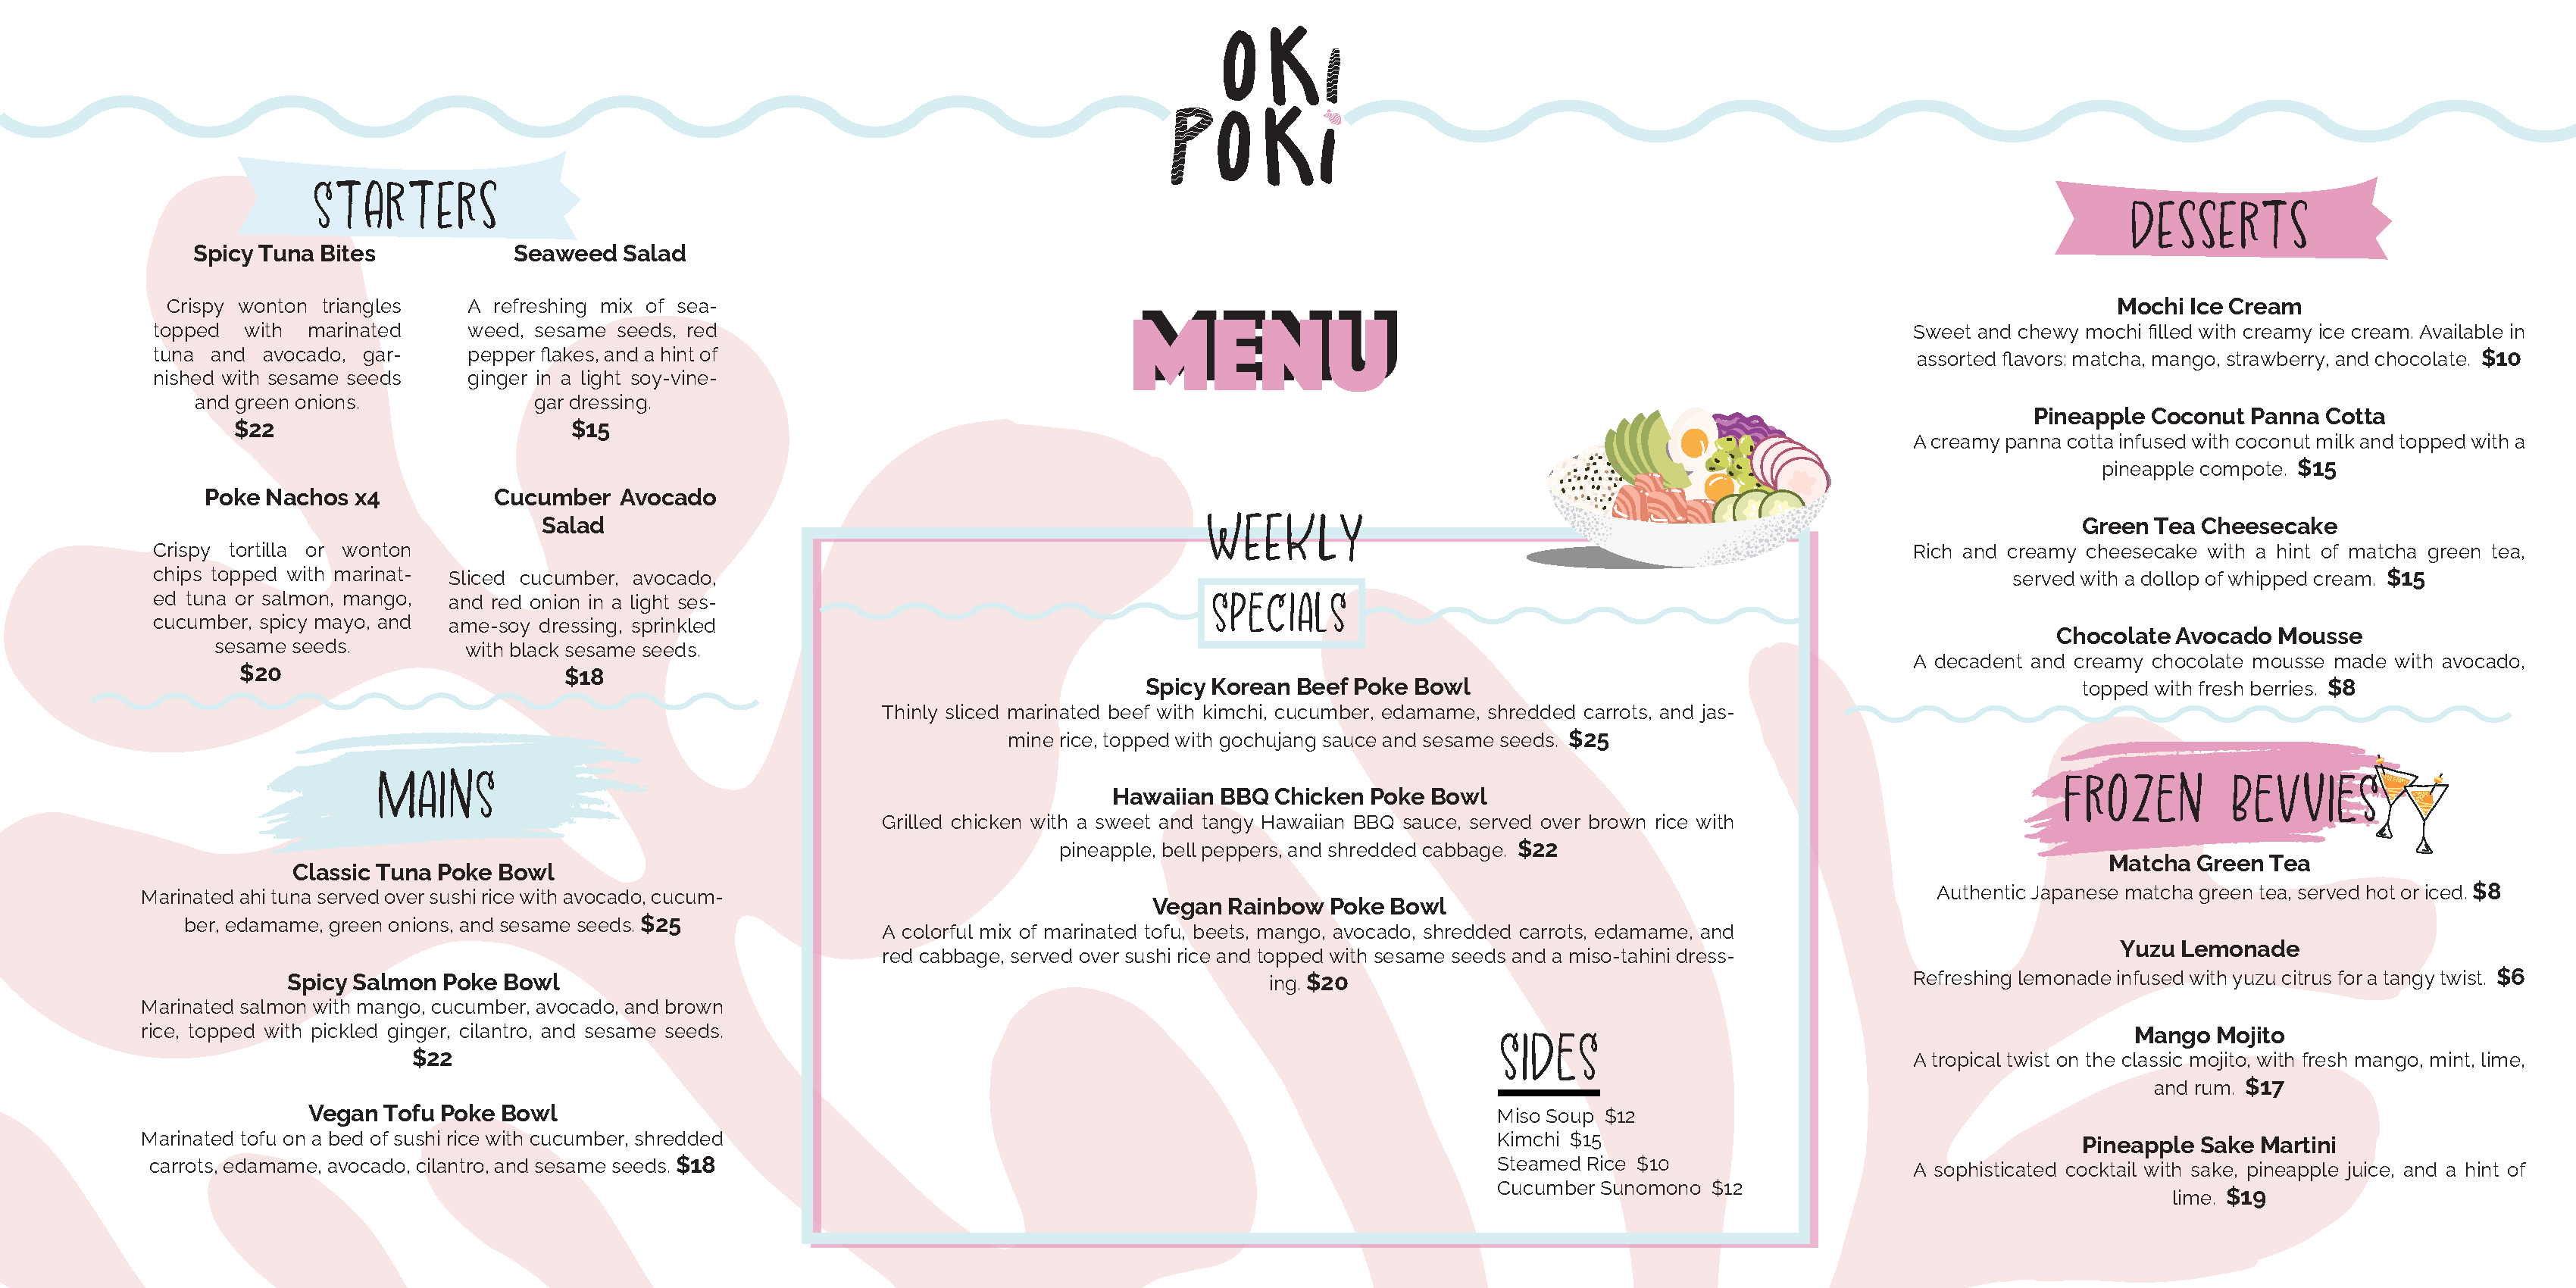 OKi
POKi
STARTERS
Spicy Tuna Bites
Crispy wonton triangles
topped with marinated
tuna and avocado, gar-
nished with sesame seeds
and green onions.
$22
Seaweed Salad
A refreshing mix of sea-
weed, sesame seeds, red
pepper flakes, and a hint of
ginger in a light soy-vine-
gar dressing.
$15
Poke Nachos x4
Crispy tortilla or wonton
chips topped with marinat-
ed tuna or salmon, mango,
cucumber, spicy mayo, and
sesame seeds.
$20
Cucumber Avocado
Salad
Sliced cucumber, avocado,
and red onion in a light ses-
ame-soy dressing, sprinkled
with black sesame seeds.
$18
MAINS
Classic Tuna Poke Bowl
Marinated ahi tuna served over sushi rice with avocado, cucum-
ber, edamame, green onions, and sesame seeds. $25
Spicy Salmon Poke Bowl
Marinated salmon with mango, cucumber, avocado, and brown
rice, topped with pickled ginger, cilantro, and sesame seeds.
$22
Vegan Tofu Poke Bowl
Marinated tofu on a bed of sushi rice with cucumber, shredded
carrots, edamame, avocado, cilantro, and sesame seeds. $18
MENU
WEEKLY
SPECIALS
Spicy Korean Beef Poke Bowl
Thinly sliced marinated beef with kimchi, cucumber, edamame, shredded carrots, and jas-
mine rice, topped with gochujang sauce and sesame seeds. $25
Hawaiian BBQ Chicken Poke Bowl
Grilled chicken with a sweet and tangy Hawaiian BBQ sauce, served over brown rice with
pineapple, bell peppers, and shredded cabbage. $22
Vegan Rainbow Poke Bowl
A colorful mix of marinated tofu, beets, mango, avocado, shredded carrots, edamame, and
red cabbage, served over sushi rice and topped with sesame seeds and a miso-tahini dress-
ing. $20
SIDES
Miso Soup $12
Kimchi $15
Steamed Rice $10
Cucumber Sunomono $12
DESSERTS
Mochi Ice Cream
Sweet and chewy mochi filled with creamy ice cream. Available in
assorted flavors: matcha, mango, strawberry, and chocolate. $10
Pineapple Coconut Panna Cotta
A creamy panna cotta infused with coconut milk and topped with a
pineapple compote. $15
Green Tea Cheesecake
Rich and creamy cheesecake with a hint of matcha green tea,
served with a dollop of whipped cream. $15
Chocolate Avocado Mousse
A decadent and creamy chocolate mousse made with avocado,
topped with fresh berries. $8
FROZEN BEVVIES
Matcha Green Tea
Authentic Japanese matcha green tea, served hot or iced. $8
Yuzu Lemonade
Refreshing lemonade infused with yuzu citrus for a tangy twist. $6
Mango Mojito
A tropical twist on the classic mojito, with fresh mango, mint, lime,
and rum. $17
Pineapple Sake Martini
A sophisticated cocktail with sake, pineapple juice, and a hint of
lime. $19